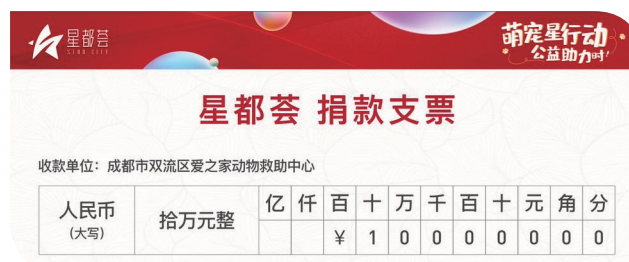 星都荟
STAR CITY
萌宠星行动
公益助力时!
星都荟 捐款支票
收款单位：成都市双流区爱之家动物救助中心
人民币
(大写)
拾万元整
亿 仟 百 十 万 千 百 十 元 角 分
¥ 1 0 0 0 0 0 0 0